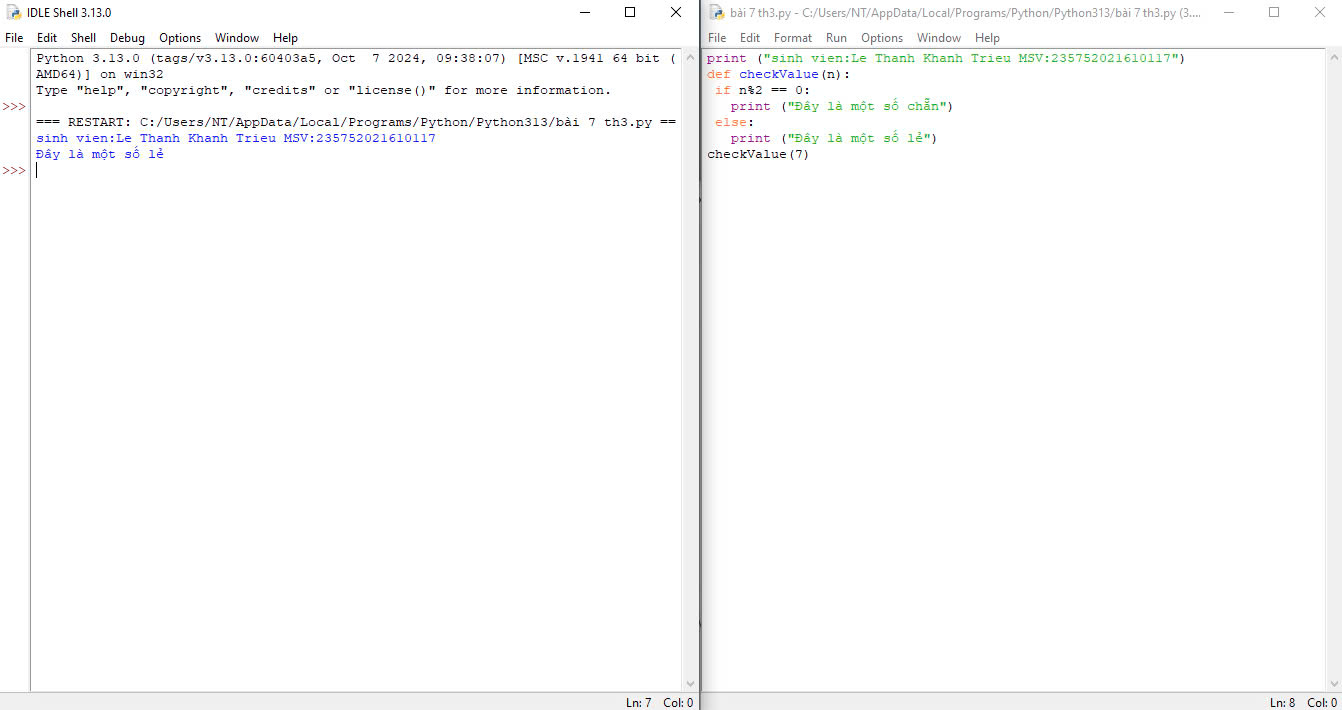 IDLE Shell 3.13.0
File Edit Shell Debug Options Window Help
Python 3.13.0 (tags/v3.13.0:60403a5, Oct  7 2024, 09:38:07) [MSC v.1941 64 bit (
AMD64)] on win32
Type "help", "copyright", "credits" or "license()" for more information.
>>>
=== RESTART: C:/Users/NT/AppData/Local/Programs/Python/Python313/bài 7 th3.py ==
sinh vien:Le Thanh Khanh Trieu MSV:235752021610117
Đây là một số lẻ
>>>
Ln: 7 Col: 0
bài 7 th3.py - C:/Users/NT/AppData/Local/Programs/Python/Python313/bài 7 th3.py (3....
File Edit Format Run Options Window Help
print ("sinh vien:Le Thanh Khanh Trieu MSV:235752021610117")
def checkValue(n):
 if n%2 == 0:
   print ("Đây là một số chẵn")
 else:
   print ("Đây là một số lẻ")
checkValue(7)
Ln: 8 Col: 0